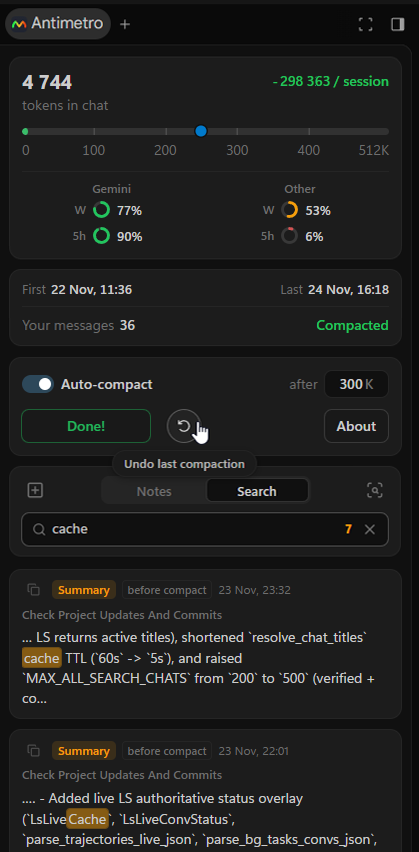 Antimetro +
4 744
-298 363 / session
tokens in chat
0 100 200 300 400 512K
Gemini Other
W 77% W 53%
5h 90% 5h 6%
First 22 Nov, 11:36 Last 24 Nov, 16:18
Your messages 36 Compacted
Auto-compact after 300 K
Done! About
Undo last compaction
Notes Search
cache 7
Summary before compact 23 Nov, 23:32
Check Project Updates And Commits
... LS returns active titles), shortened `resolve_chat_titles`
cache TTL (`60s` -> `5s`), and raised
`MAX_ALL_SEARCH_CHATS` from `200` to `500` (verified +
co...
Summary before compact 23 Nov, 22:01
Check Project Updates And Commits
.... - Added live LS authoritative status overlay
(`LsLiveCache`, `LsLiveConvStatus`,
`parse_trajectories_live_json`, `parse_bg_tasks_convs_json`,